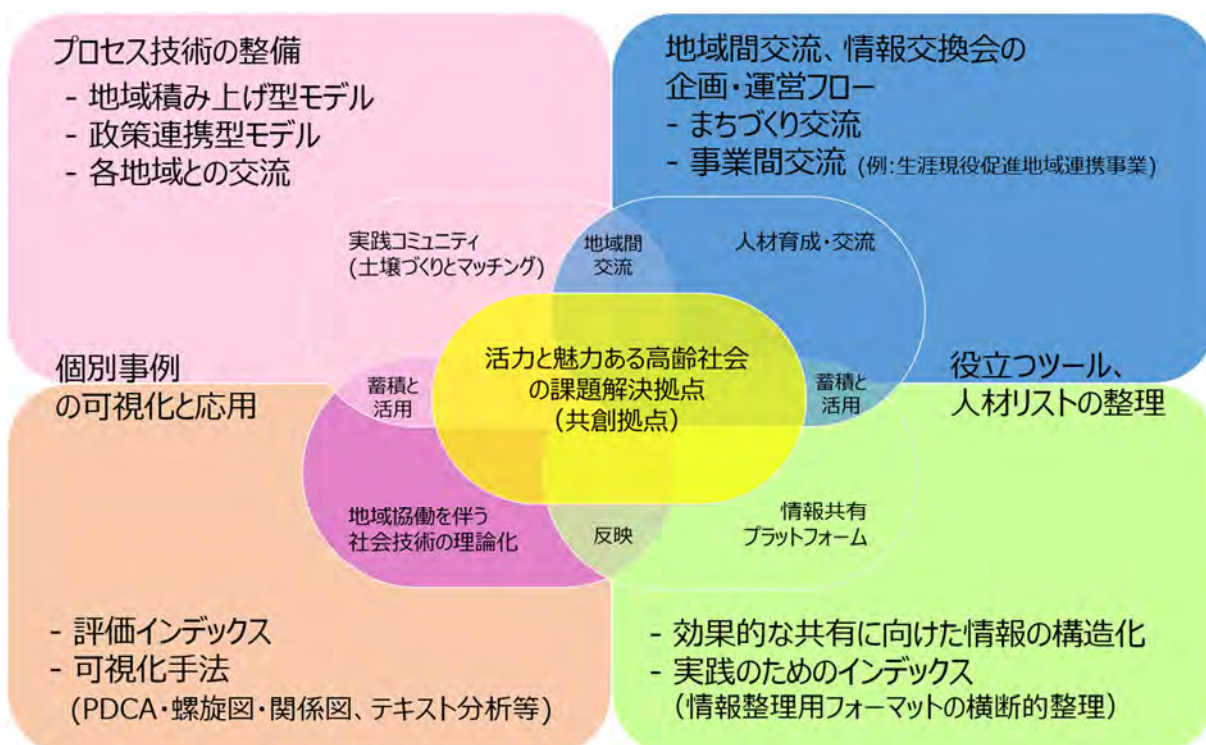 プロセス技術の整備
- 地域積み上げ型モデル
- 政策連携型モデル
- 各地域との交流
地域間交流、情報交換会の
企画・運営フロー
- まちづくり交流
- 事業間交流 (例:生涯現役促進地域連携事業)
実践コミュニティ
(土壌づくりとマッチング)
地域間
交流
人材育成・交流
個別事例
の可視化と応用
蓄積と
活用
活力と魅力ある高齢社会
の課題解決拠点
(共創拠点)
蓄積と
活用
役立つツール、
人材リストの整理
地域協働を伴う
社会技術の理論化
反映
情報共有
プラットフォーム
- 評価インデックス
- 可視化手法
(PDCA・螺旋図・関係図、テキスト分析等)
- 効果的な共有に向けた情報の構造化
- 実践のためのインデックス
(情報整理用フォーマットの横断的整理)